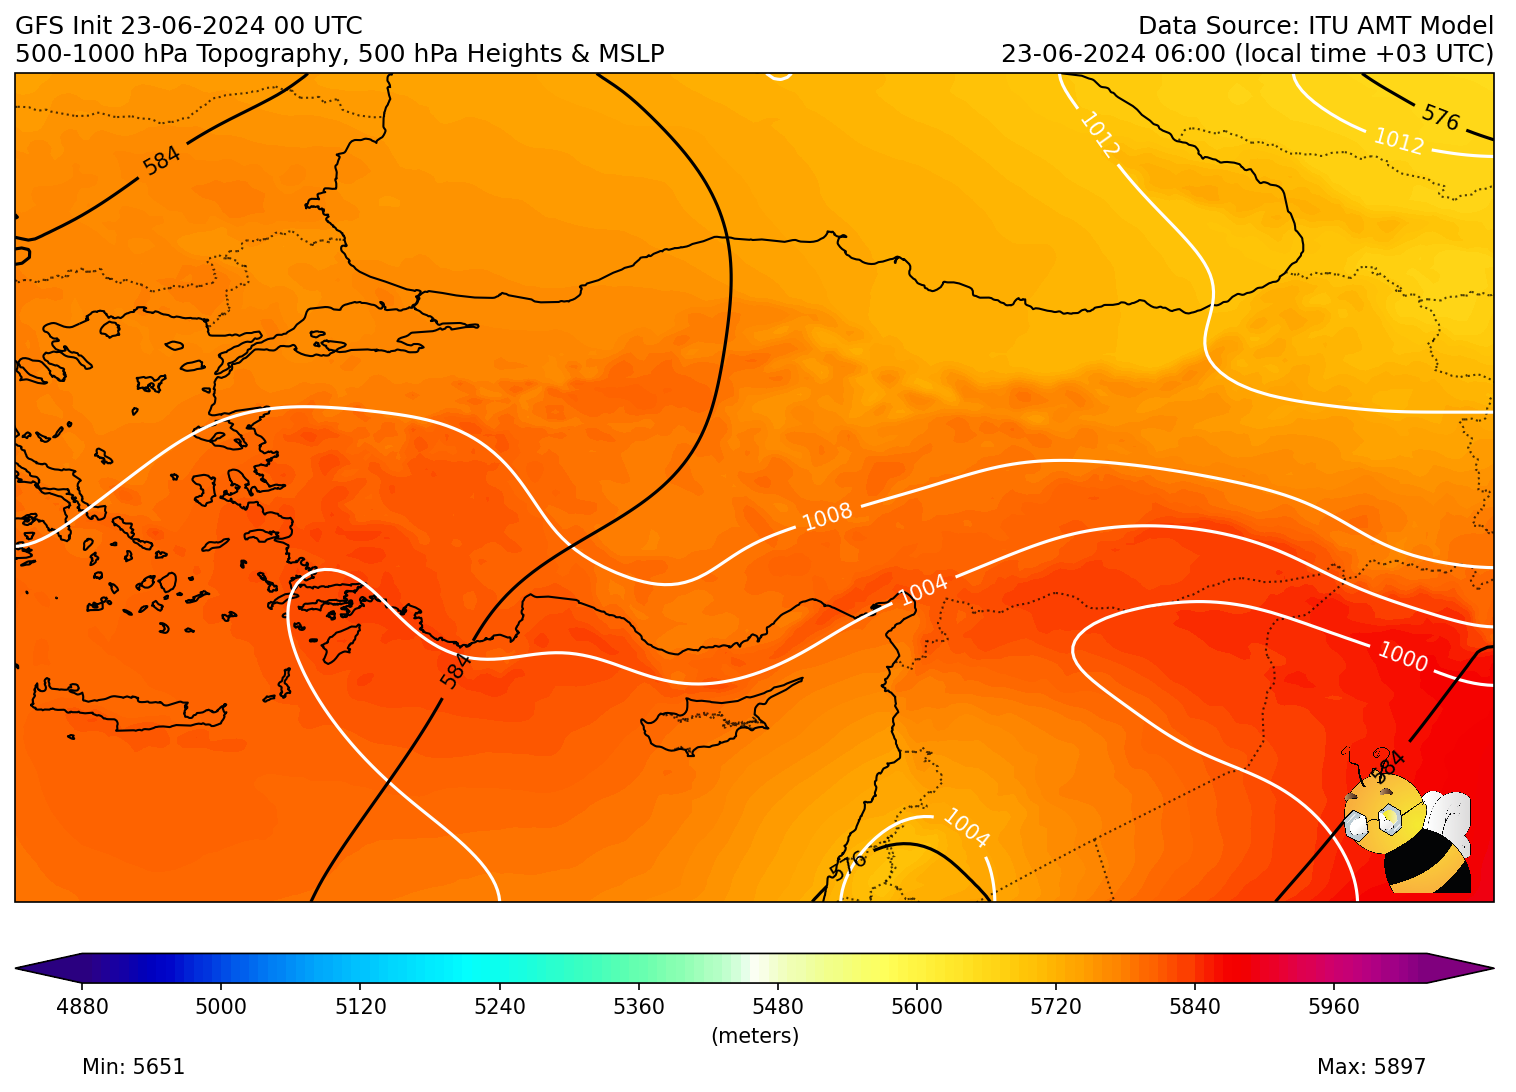 GFS Init 23-06-2024 00 UTC
Data Source: ITU AMT Model
500-1000 hPa Topography, 500 hPa Heights & MSLP
23-06-2024 06:00 (local time +03 UTC)
576
1012
1012
584
1008
1004
1000
584
584
1004
576
4880 5000 5120 5240 5360 5480 5600 5720 5840 5960
(meters)
Min: 5651
Max: 5897